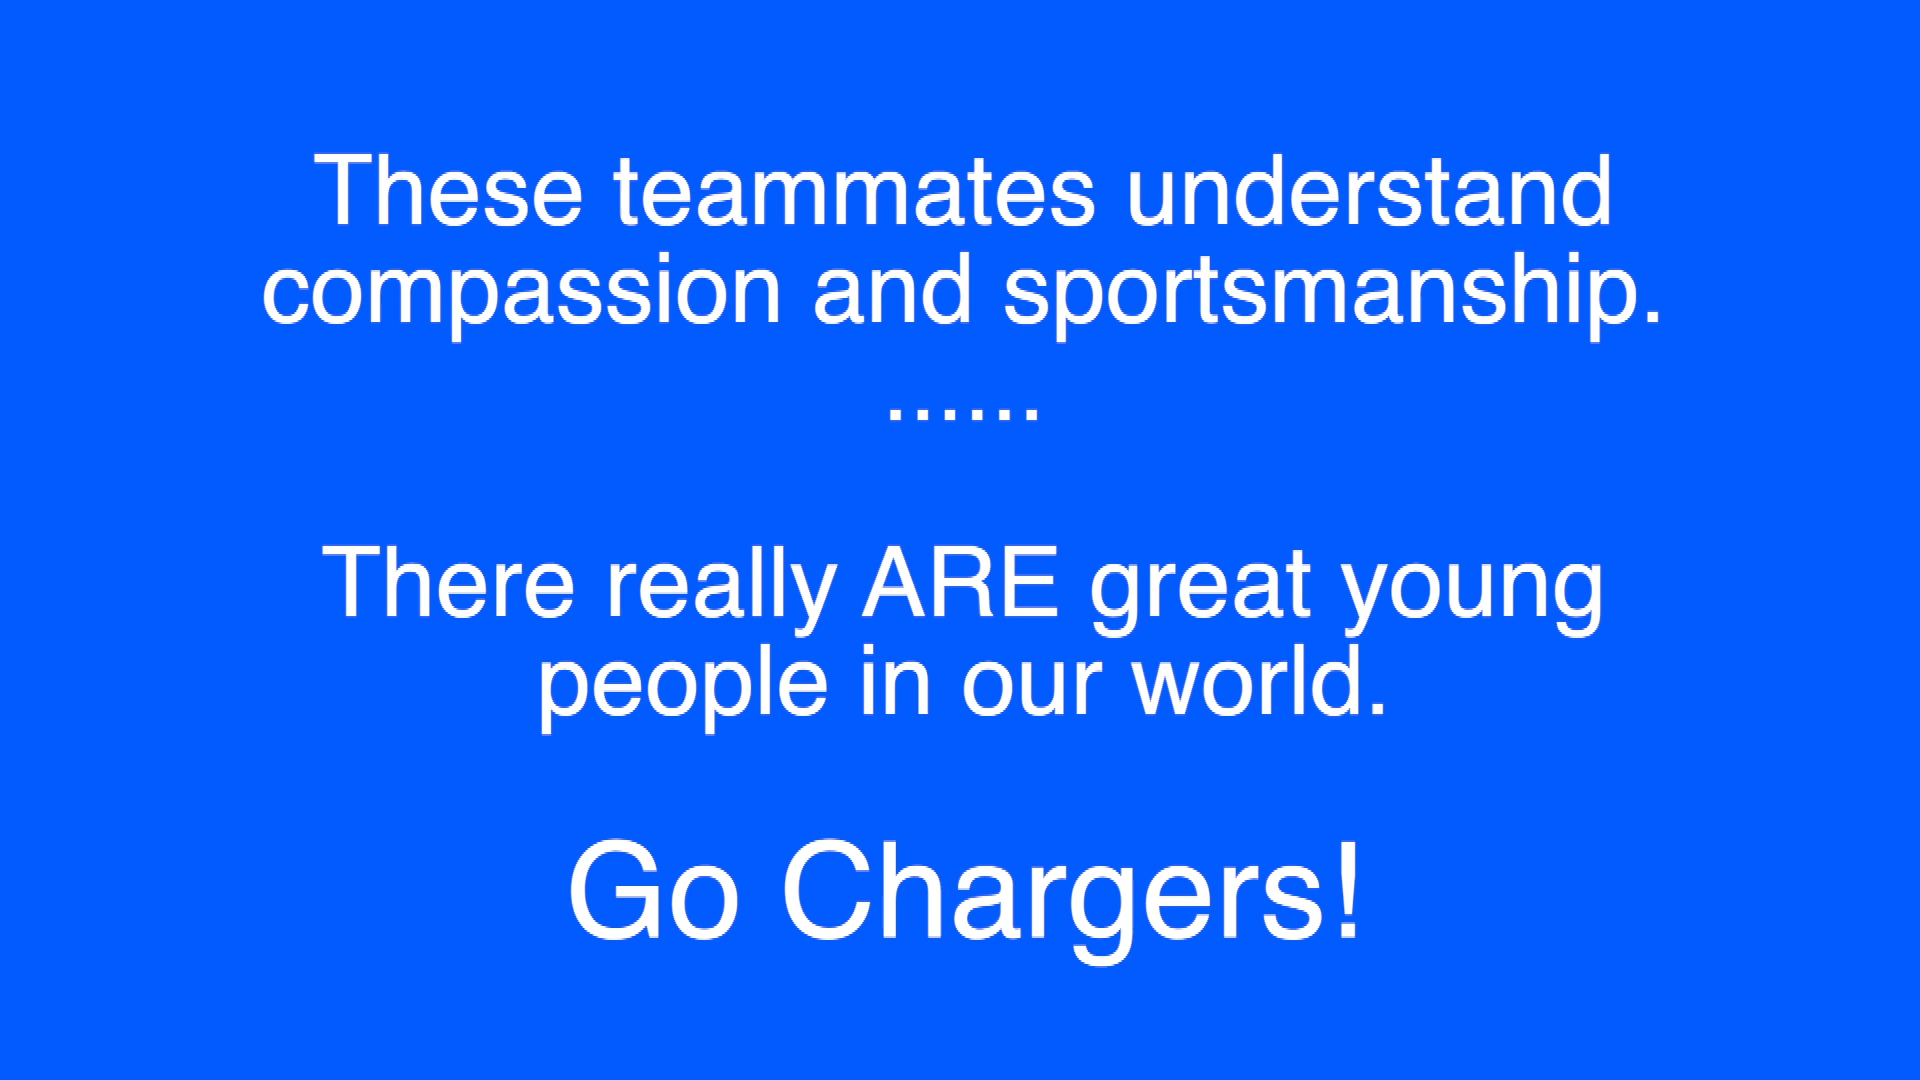 These teammates understand
compassion and sportsmanship.
......
There really ARE great young
people in our world.
Go Chargers!